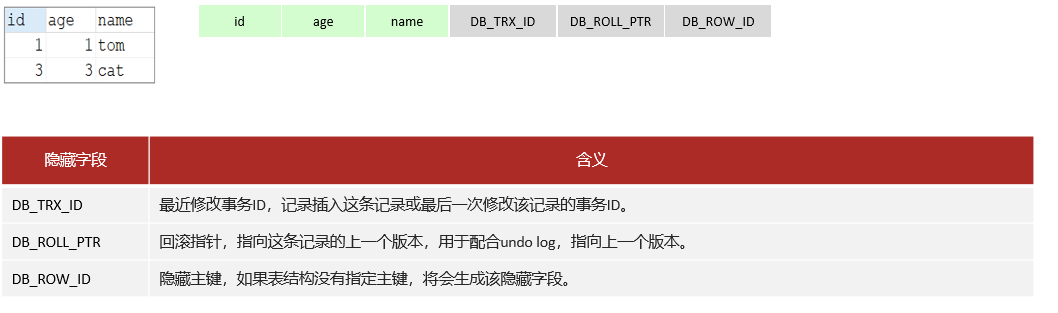 id age name
1 1 tom
3 3 cat
id age name DB_TRX_ID DB_ROLL_PTR DB_ROW_ID
隐藏字段 含义
DB_TRX_ID 最近修改事务ID，记录插入这条记录或最后一次修改该记录的事务ID。
DB_ROLL_PTR 回滚指针，指向这条记录的上一个版本，用于配合undo log，指向上一个版本。
DB_ROW_ID 隐藏主键，如果表结构没有指定主键，将会生成该隐藏字段。